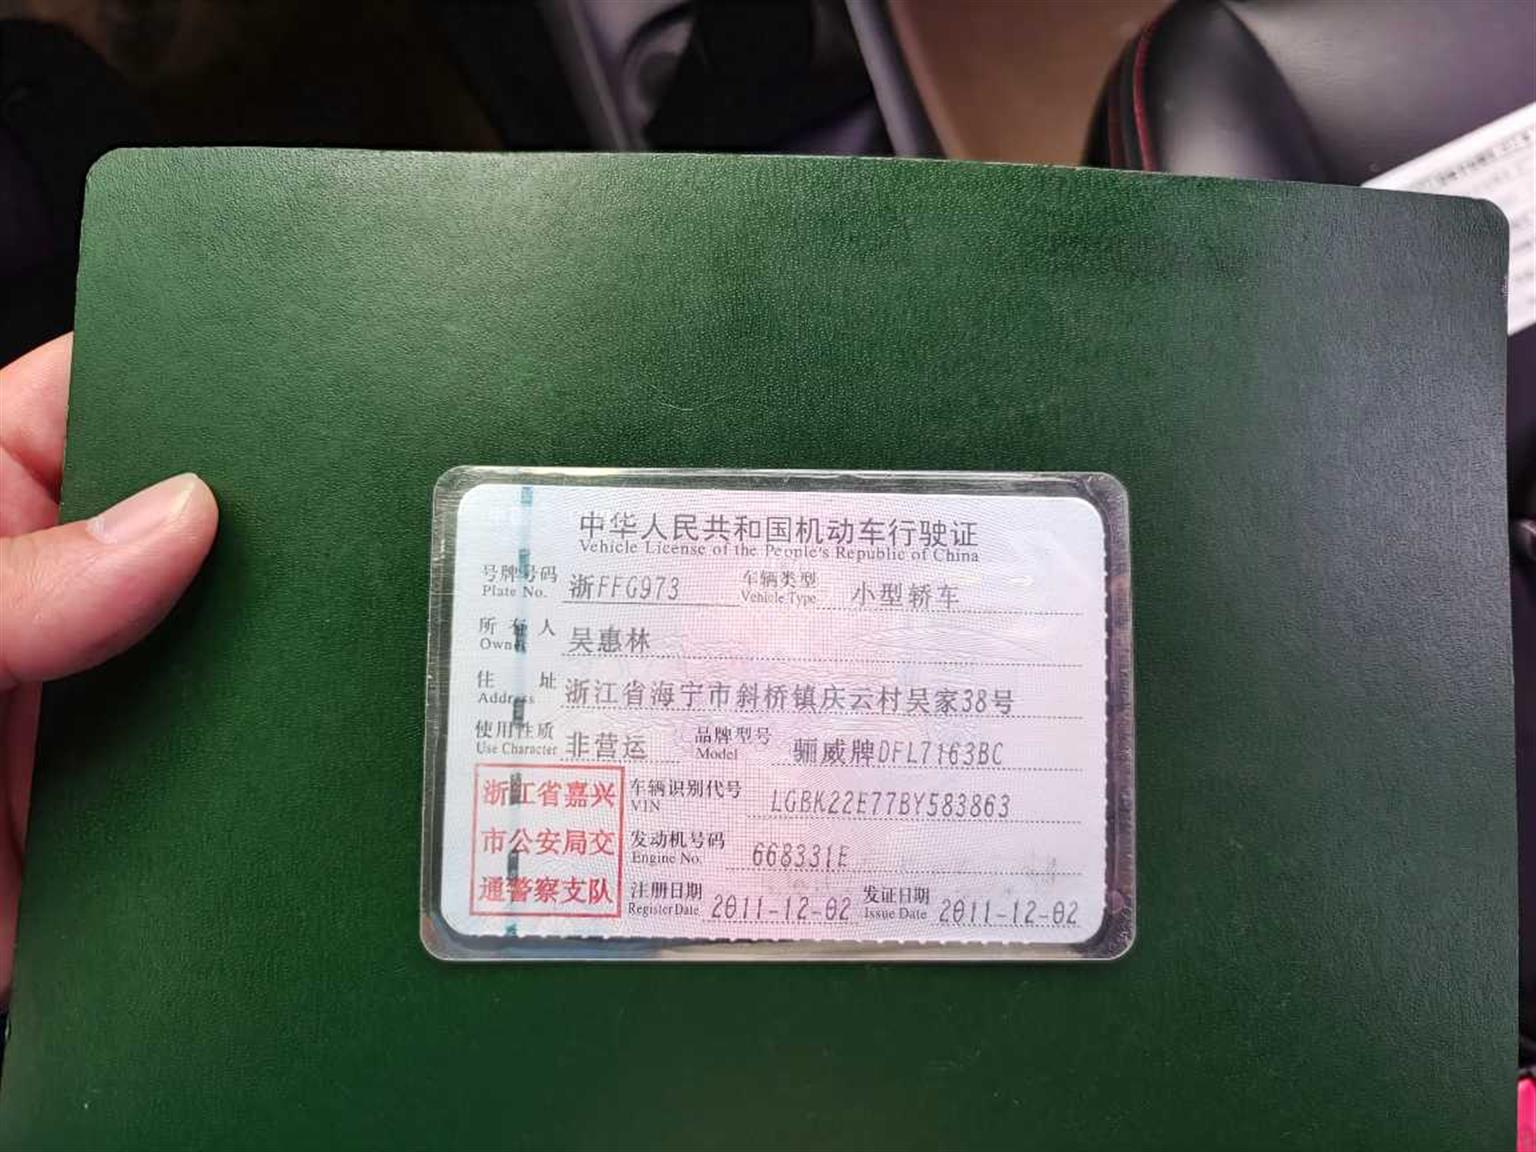 中华人民共和国机动车行驶证
Vehicle License of the People's Republic of China
号牌号码 浙FFG973 车辆类型 小型轿车
Plate No. Vehicle Type
所有人 吴惠林
Owner
住址 浙江省海宁市斜桥镇庆云村吴家38号
Address
使用性质 非营运 品牌型号 骊威牌DFL7163BC
Use Character Model
浙江省嘉兴
市公安局交
通警察支队
车辆识别代号 LGBK22E77BY583863
VIN
发动机号码 668331E
Engine No.
注册日期 2011-12-02 发证日期 2011-12-02
Register Date Issue Date